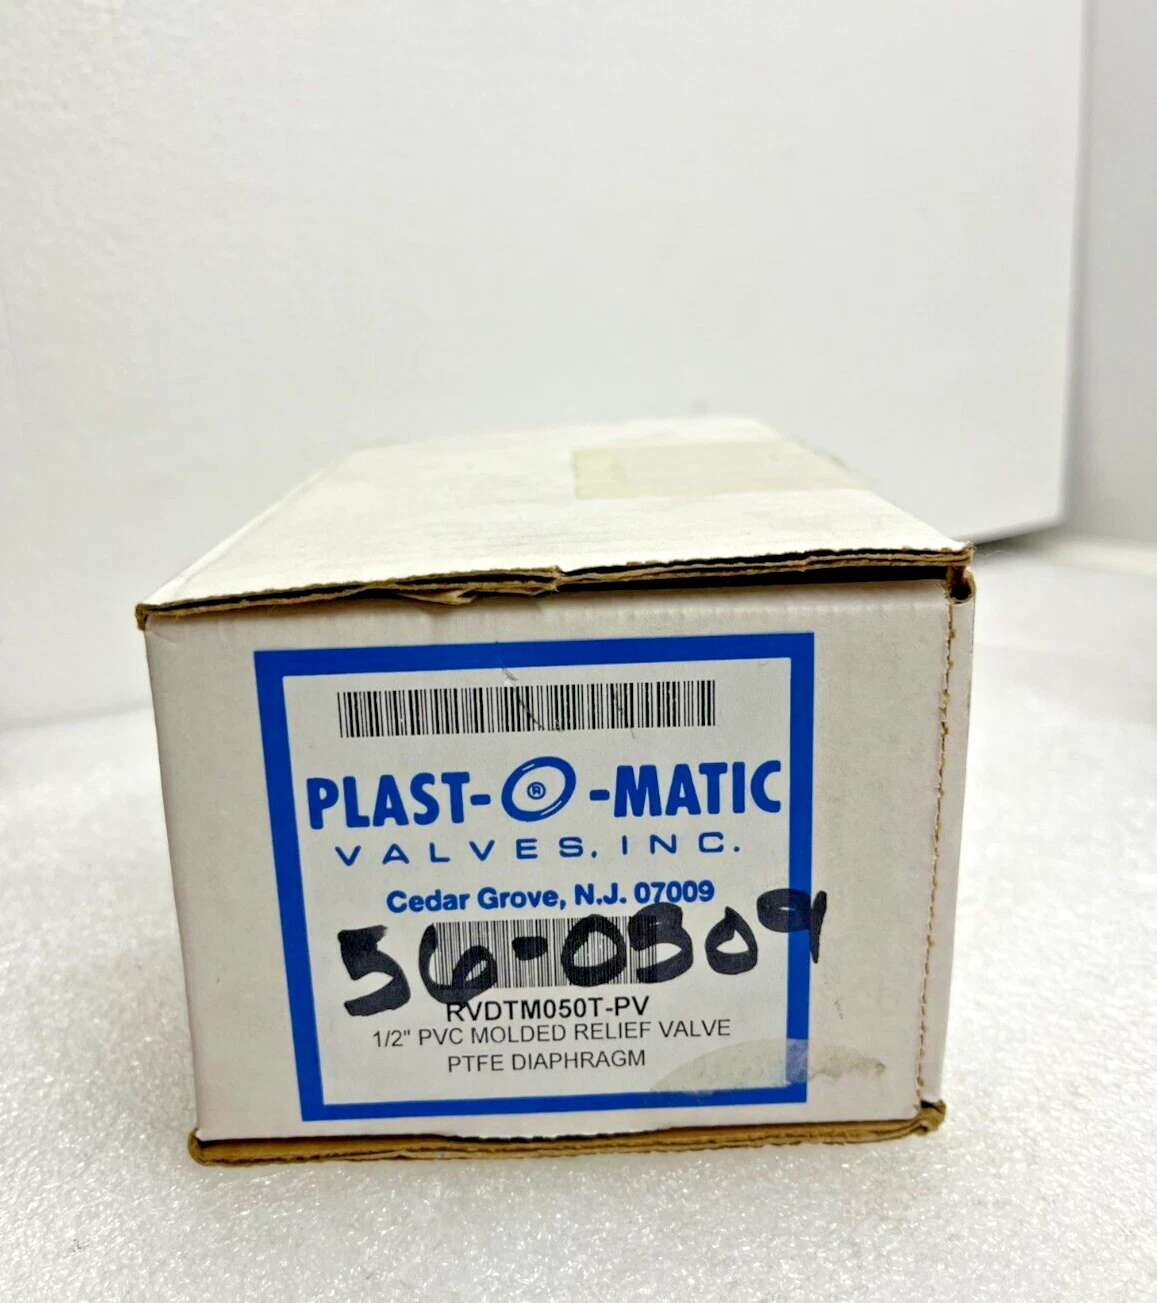 PLAST-O-MATIC
VALVES, INC.
Cedar Grove, N.J. 07009
56-0309
RVDTM050T-PV
1/2" PVC MOLDED RELIEF VALVE
PTFE DIAPHRAGM